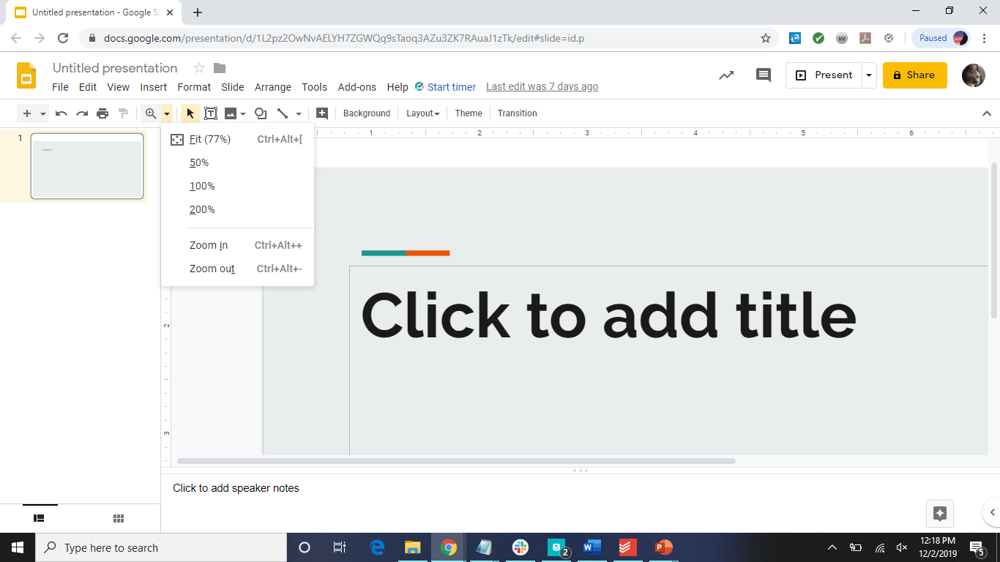 Untitled presentation - Google Sl
docs.google.com/presentation/d/1L2pz2OwNvAELYH7ZGWQq9sTaoq3AZu3ZK7RAuaJ1zTk/edit#slide=id.p
Paused
Untitled presentation
File Edit View Insert Format Slide Arrange Tools Add-ons Help Start timer Last edit was 7 days ago
Present Share
Background Layout Theme Transition
1 2 3 4 5 6
1
Fit (77%) Ctrl+Alt+[
50%
100%
200%
Zoom in Ctrl+Alt++
Zoom out Ctrl+Alt+-
Click to add title
2
3
Click to add speaker notes
Type here to search
2
12:18 PM
12/2/2019
5